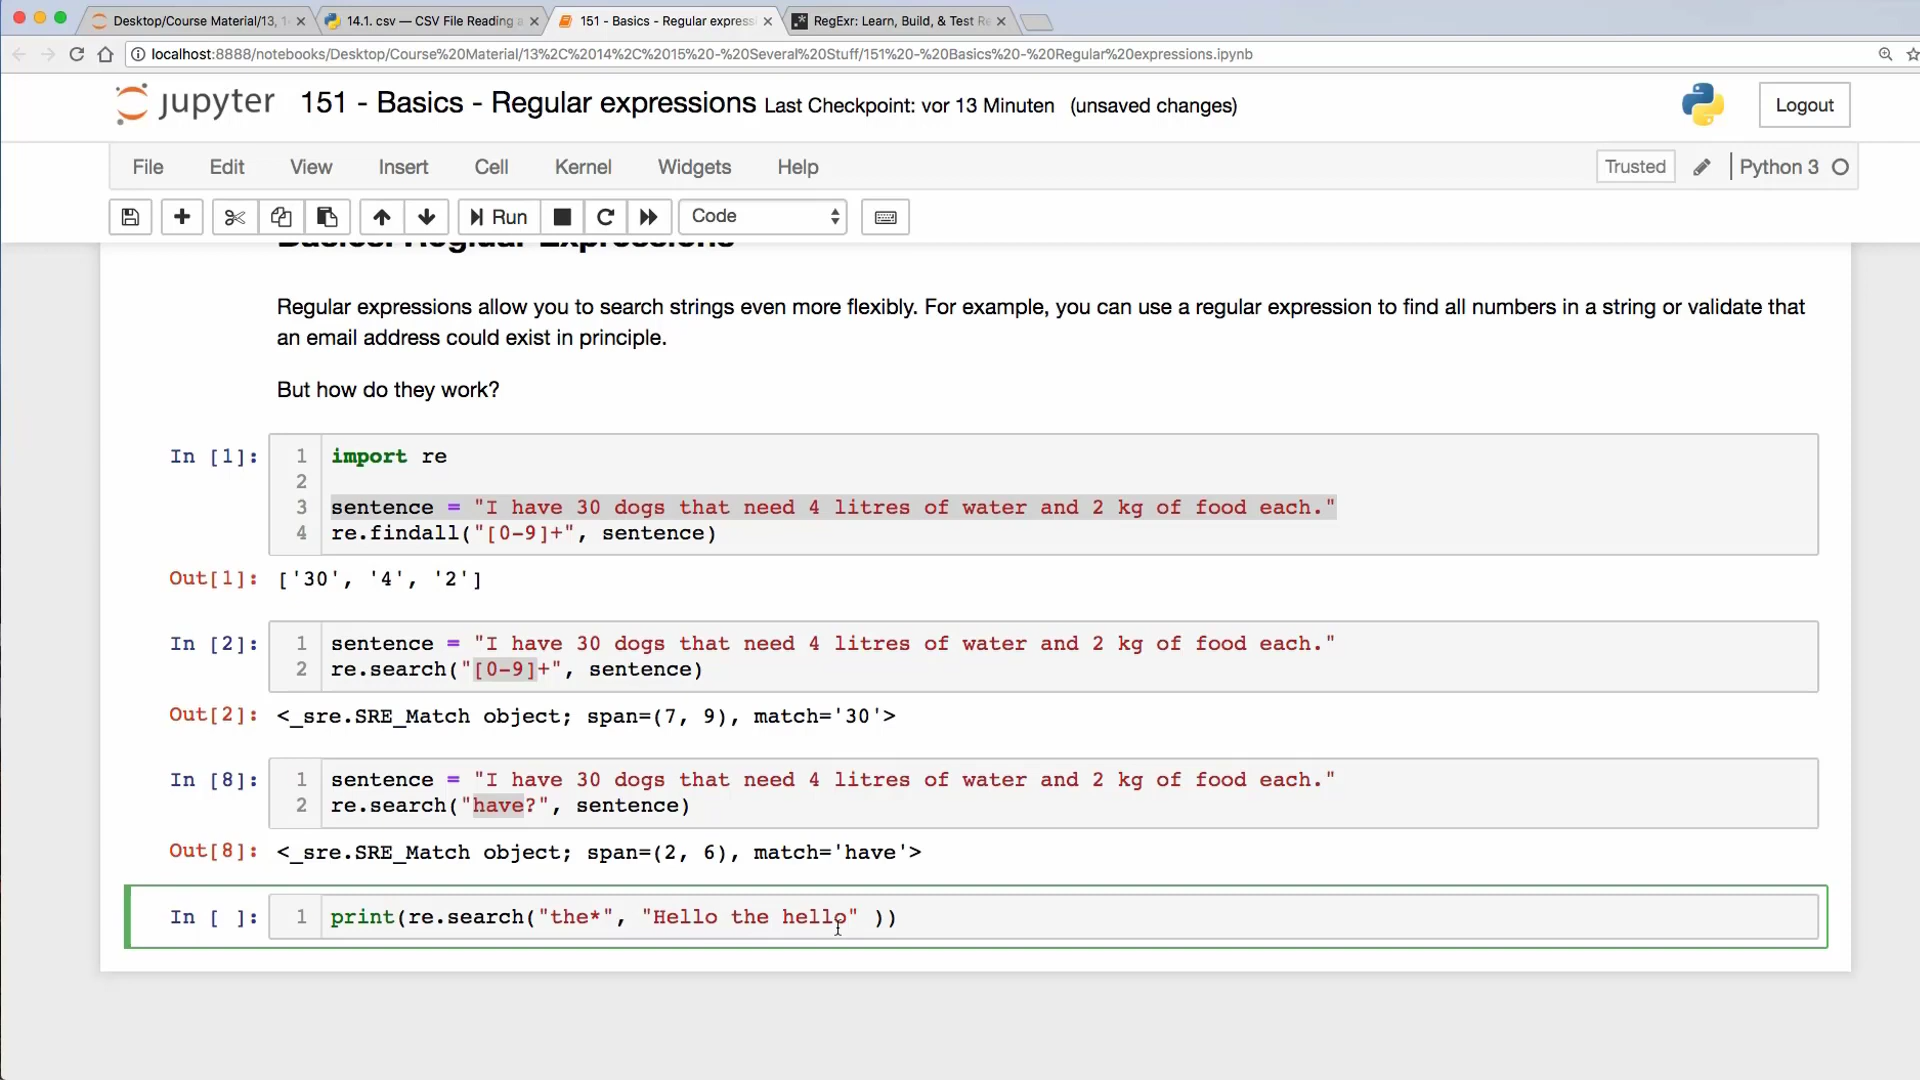 Desktop/Course Material/13, 1
14.1. csv — CSV File Reading a
151 - Basics - Regular express
RegExr: Learn, Build, & Test Re
localhost:8888/notebooks/Desktop/Course%20Material/13%2C%2014%2C%2015%20-%20Several%20Stuff/151%20-%20Basics%20-%20Regular%20expressions.ipynb
jupyter 151 - Basics - Regular expressions Last Checkpoint: vor 13 Minuten (unsaved changes)
Logout
File Edit View Insert Cell Kernel Widgets Help
Trusted Python 3
Run Code
Basics: Reglular Expressions
Regular expressions allow you to search strings even more flexibly. For example, you can use a regular expression to find all numbers in a string or validate that
an email address could exist in principle.
But how do they work?
In [1]: 1 import re
2
3 sentence = "I have 30 dogs that need 4 litres of water and 2 kg of food each."
4 re.findall("[0-9]+", sentence)
Out[1]: ['30', '4', '2']
In [2]: 1 sentence = "I have 30 dogs that need 4 litres of water and 2 kg of food each."
2 re.search("[0-9]+", sentence)
Out[2]: <_sre.SRE_Match object; span=(7, 9), match='30'>
In [8]: 1 sentence = "I have 30 dogs that need 4 litres of water and 2 kg of food each."
2 re.search("have?", sentence)
Out[8]: <_sre.SRE_Match object; span=(2, 6), match='have'>
In [ ]: 1 print(re.search("the*", "Hello the hello" ))